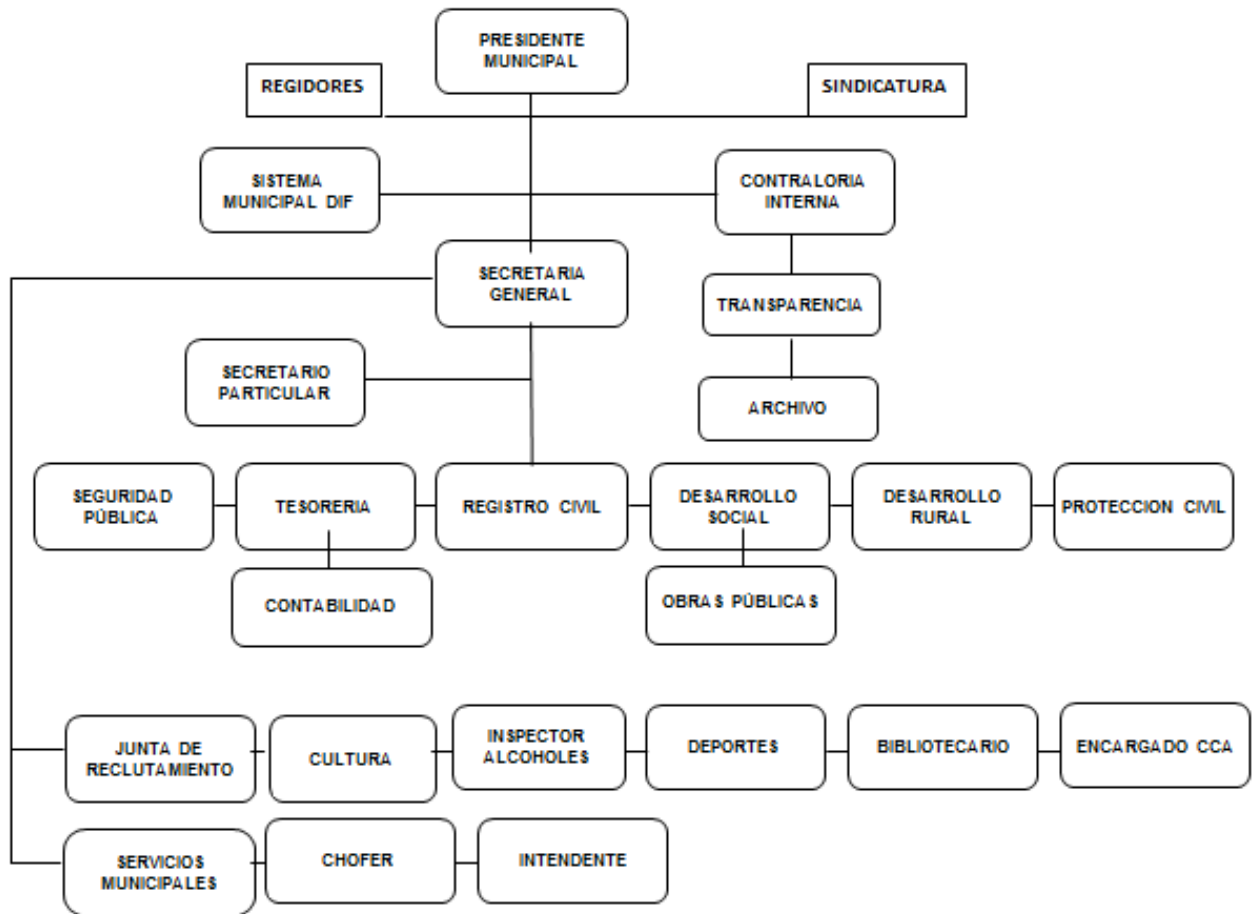 PRESIDENTE
MUNICIPAL
REGIDORES
SINDICATURA
SISTEMA
MUNICIPAL DIF
CONTRALORIA
INTERNA
SECRETARIA
GENERAL
TRANSPARENCIA
SECRETARIO
PARTICULAR
ARCHIVO
SEGURIDAD
PÚBLICA
TESORERIA
REGISTRO CIVIL
DESARROLLO
SOCIAL
DESARROLLO
RURAL
PROTECCION CIVIL
CONTABILIDAD
OBRAS PÚBLICAS
JUNTA DE
RECLUTAMIENTO
CULTURA
INSPECTOR
ALCOHOLES
DEPORTES
BIBLIOTECARIO
ENCARGADO CCA
SERVICIOS
MUNICIPALES
CHOFER
INTENDENTE